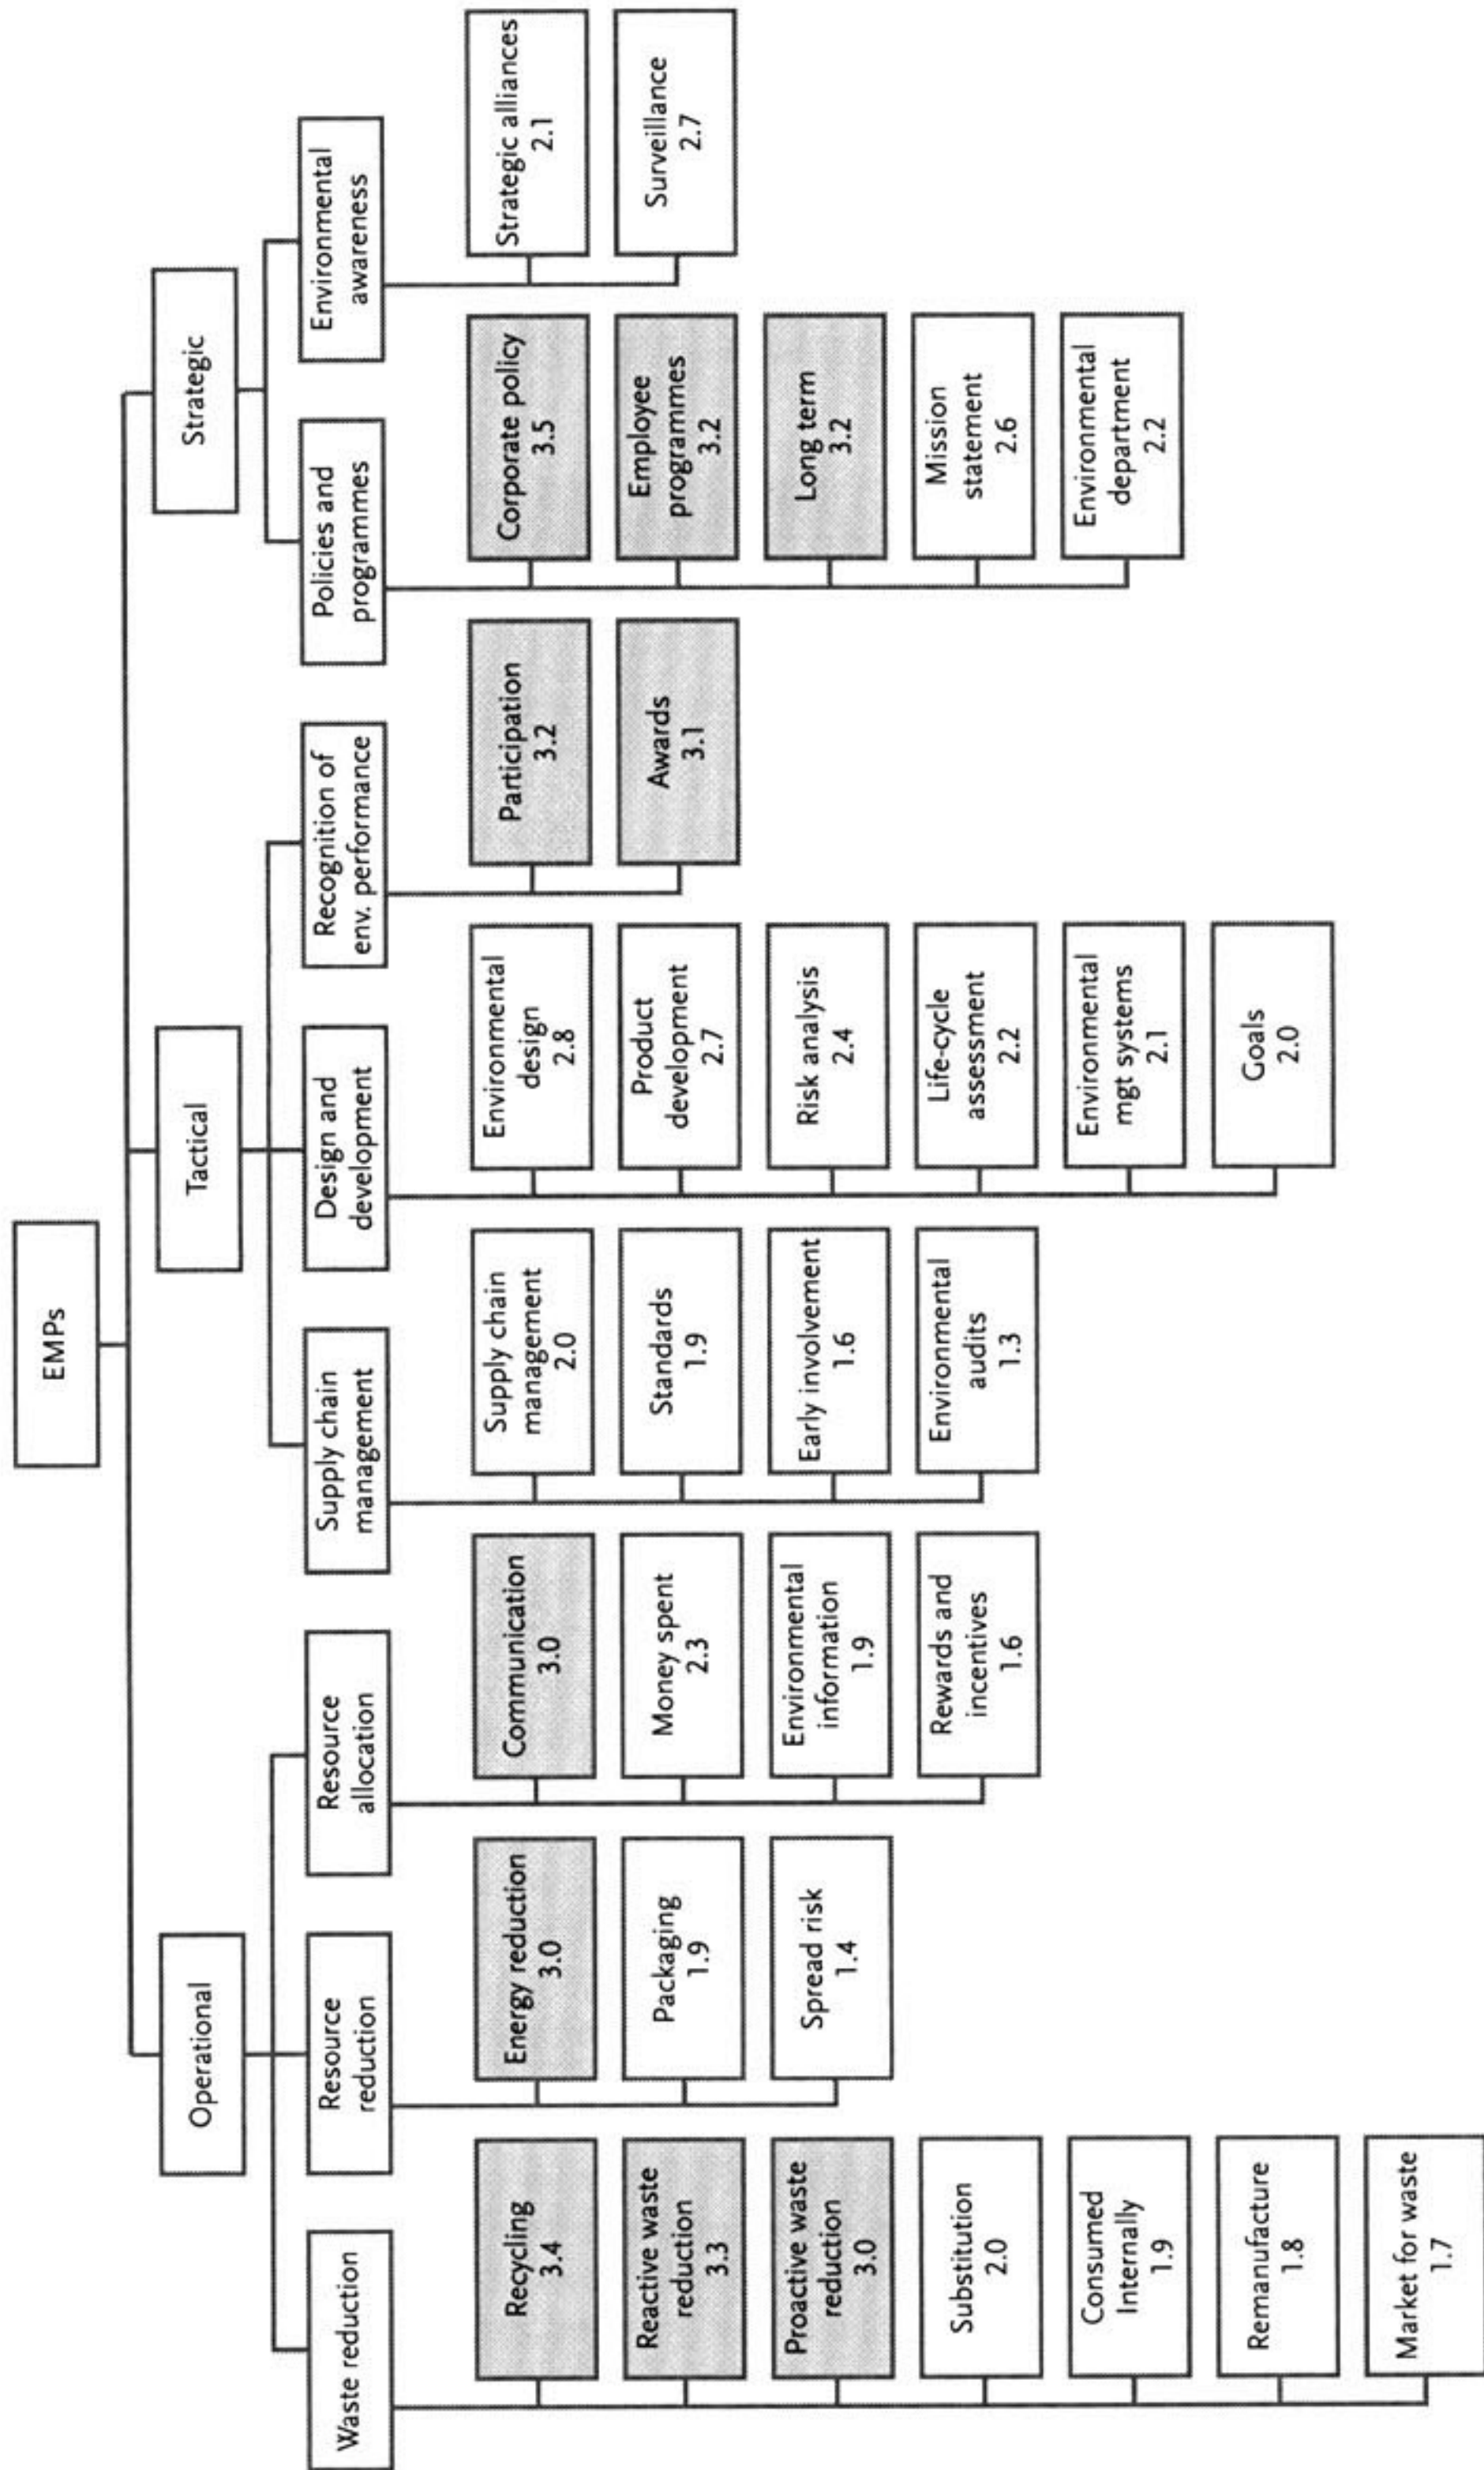 EMPs
Operational
Tactical
Strategic
Waste reduction
Resource
reduction
Resource
allocation
Supply chain
management
Design and
development
Recognition of
env. performance
Policies and
programmes
Environmental
awareness
Recycling
3.4
Reactive waste
reduction
3.3
Proactive waste
reduction
3.0
Substitution
2.0
Consumed
Internally
1.9
Remanufacture
1.8
Market for waste
1.7
Energy reduction
3.0
Packaging
1.9
Spread risk
1.4
Communication
3.0
Money spent
2.3
Environmental
information
1.9
Rewards and
incentives
1.6
Supply chain
management
2.0
Standards
1.9
Early involvement
1.6
Environmental
audits
1.3
Environmental
design
2.8
Product
development
2.7
Risk analysis
2.4
Life-cycle
assessment
2.2
Environmental
mgt systems
2.1
Goals
2.0
Participation
3.2
Awards
3.1
Corporate policy
3.5
Employee
programmes
3.2
Long term
3.2
Mission
statement
2.6
Environmental
department
2.2
Strategic alliances
2.1
Surveillance
2.7